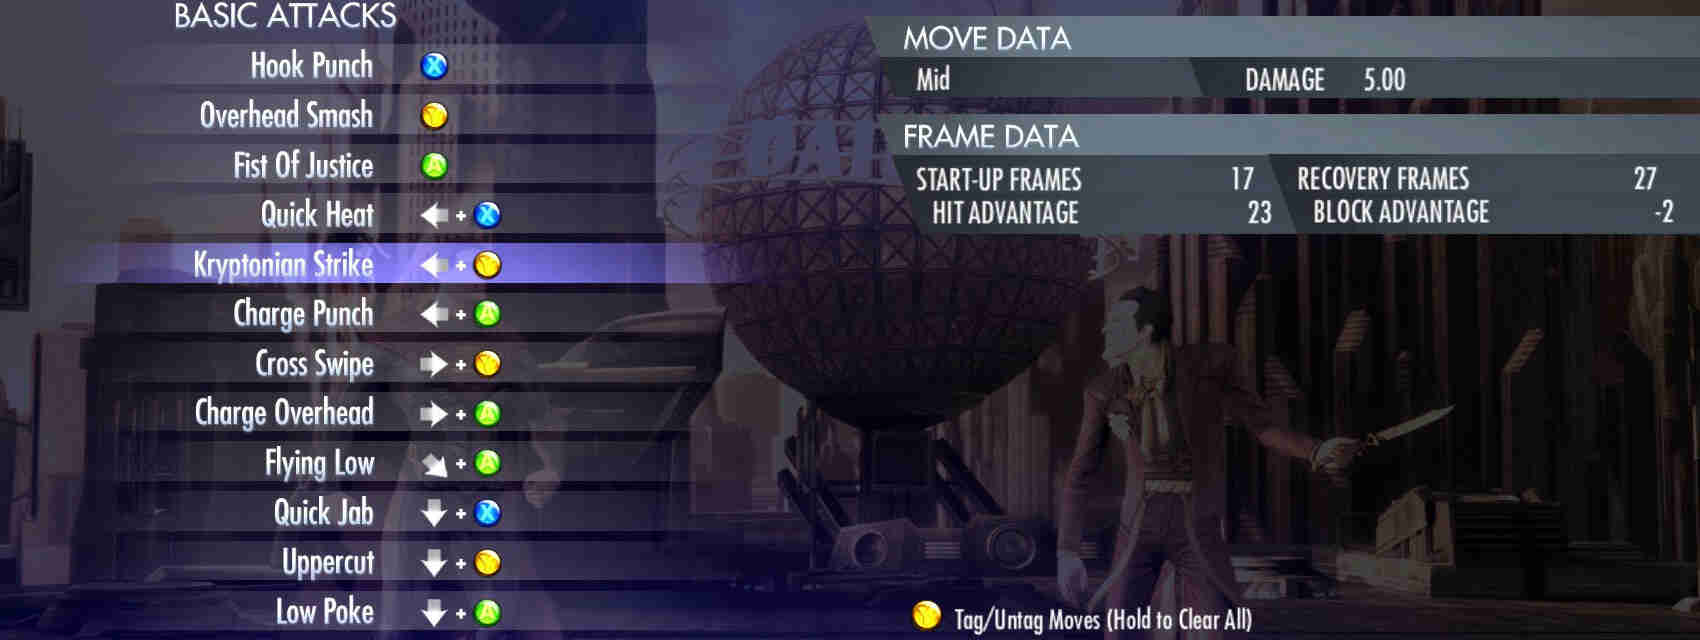 BASIC ATTACKS
Hook Punch X
Overhead Smash Y
Fist Of Justice A
Quick Heat + X
Kryptonian Strike + Y
Charge Punch + A
Cross Swipe + Y
Charge Overhead + A
Flying Low + A
Quick Jab + X
Uppercut + Y
Low Poke + A
MOVE DATA
Mid DAMAGE 5.00
FRAME DATA
START-UP FRAMES 17 RECOVERY FRAMES 27
HIT ADVANTAGE 23 BLOCK ADVANTAGE -2
Y Tag/Untag Moves (Hold to Clear All)